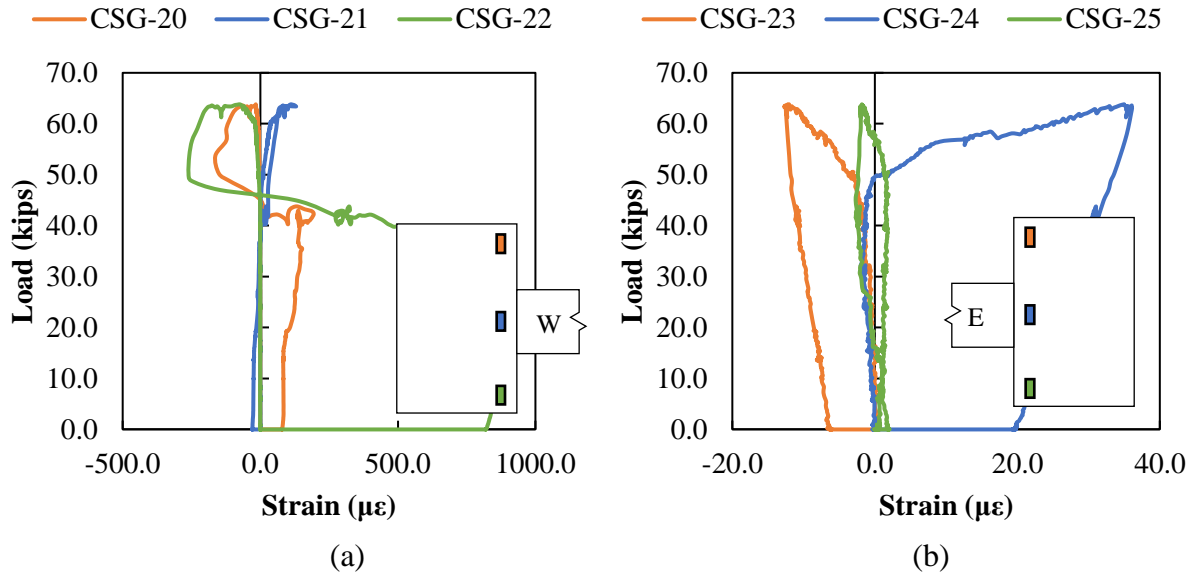 CSG-20 CSG-21 CSG-22
CSG-23 CSG-24 CSG-25
70.0
60.0
50.0
40.0
30.0
20.0
10.0
0.0
Load (kips)
W
-500.0 0.0 500.0 1000.0
Strain (με)
(a)
70.0
60.0
50.0
40.0
30.0
20.0
10.0
0.0
Load (kips)
E
-20.0 0.0 20.0 40.0
Strain (με)
(b)